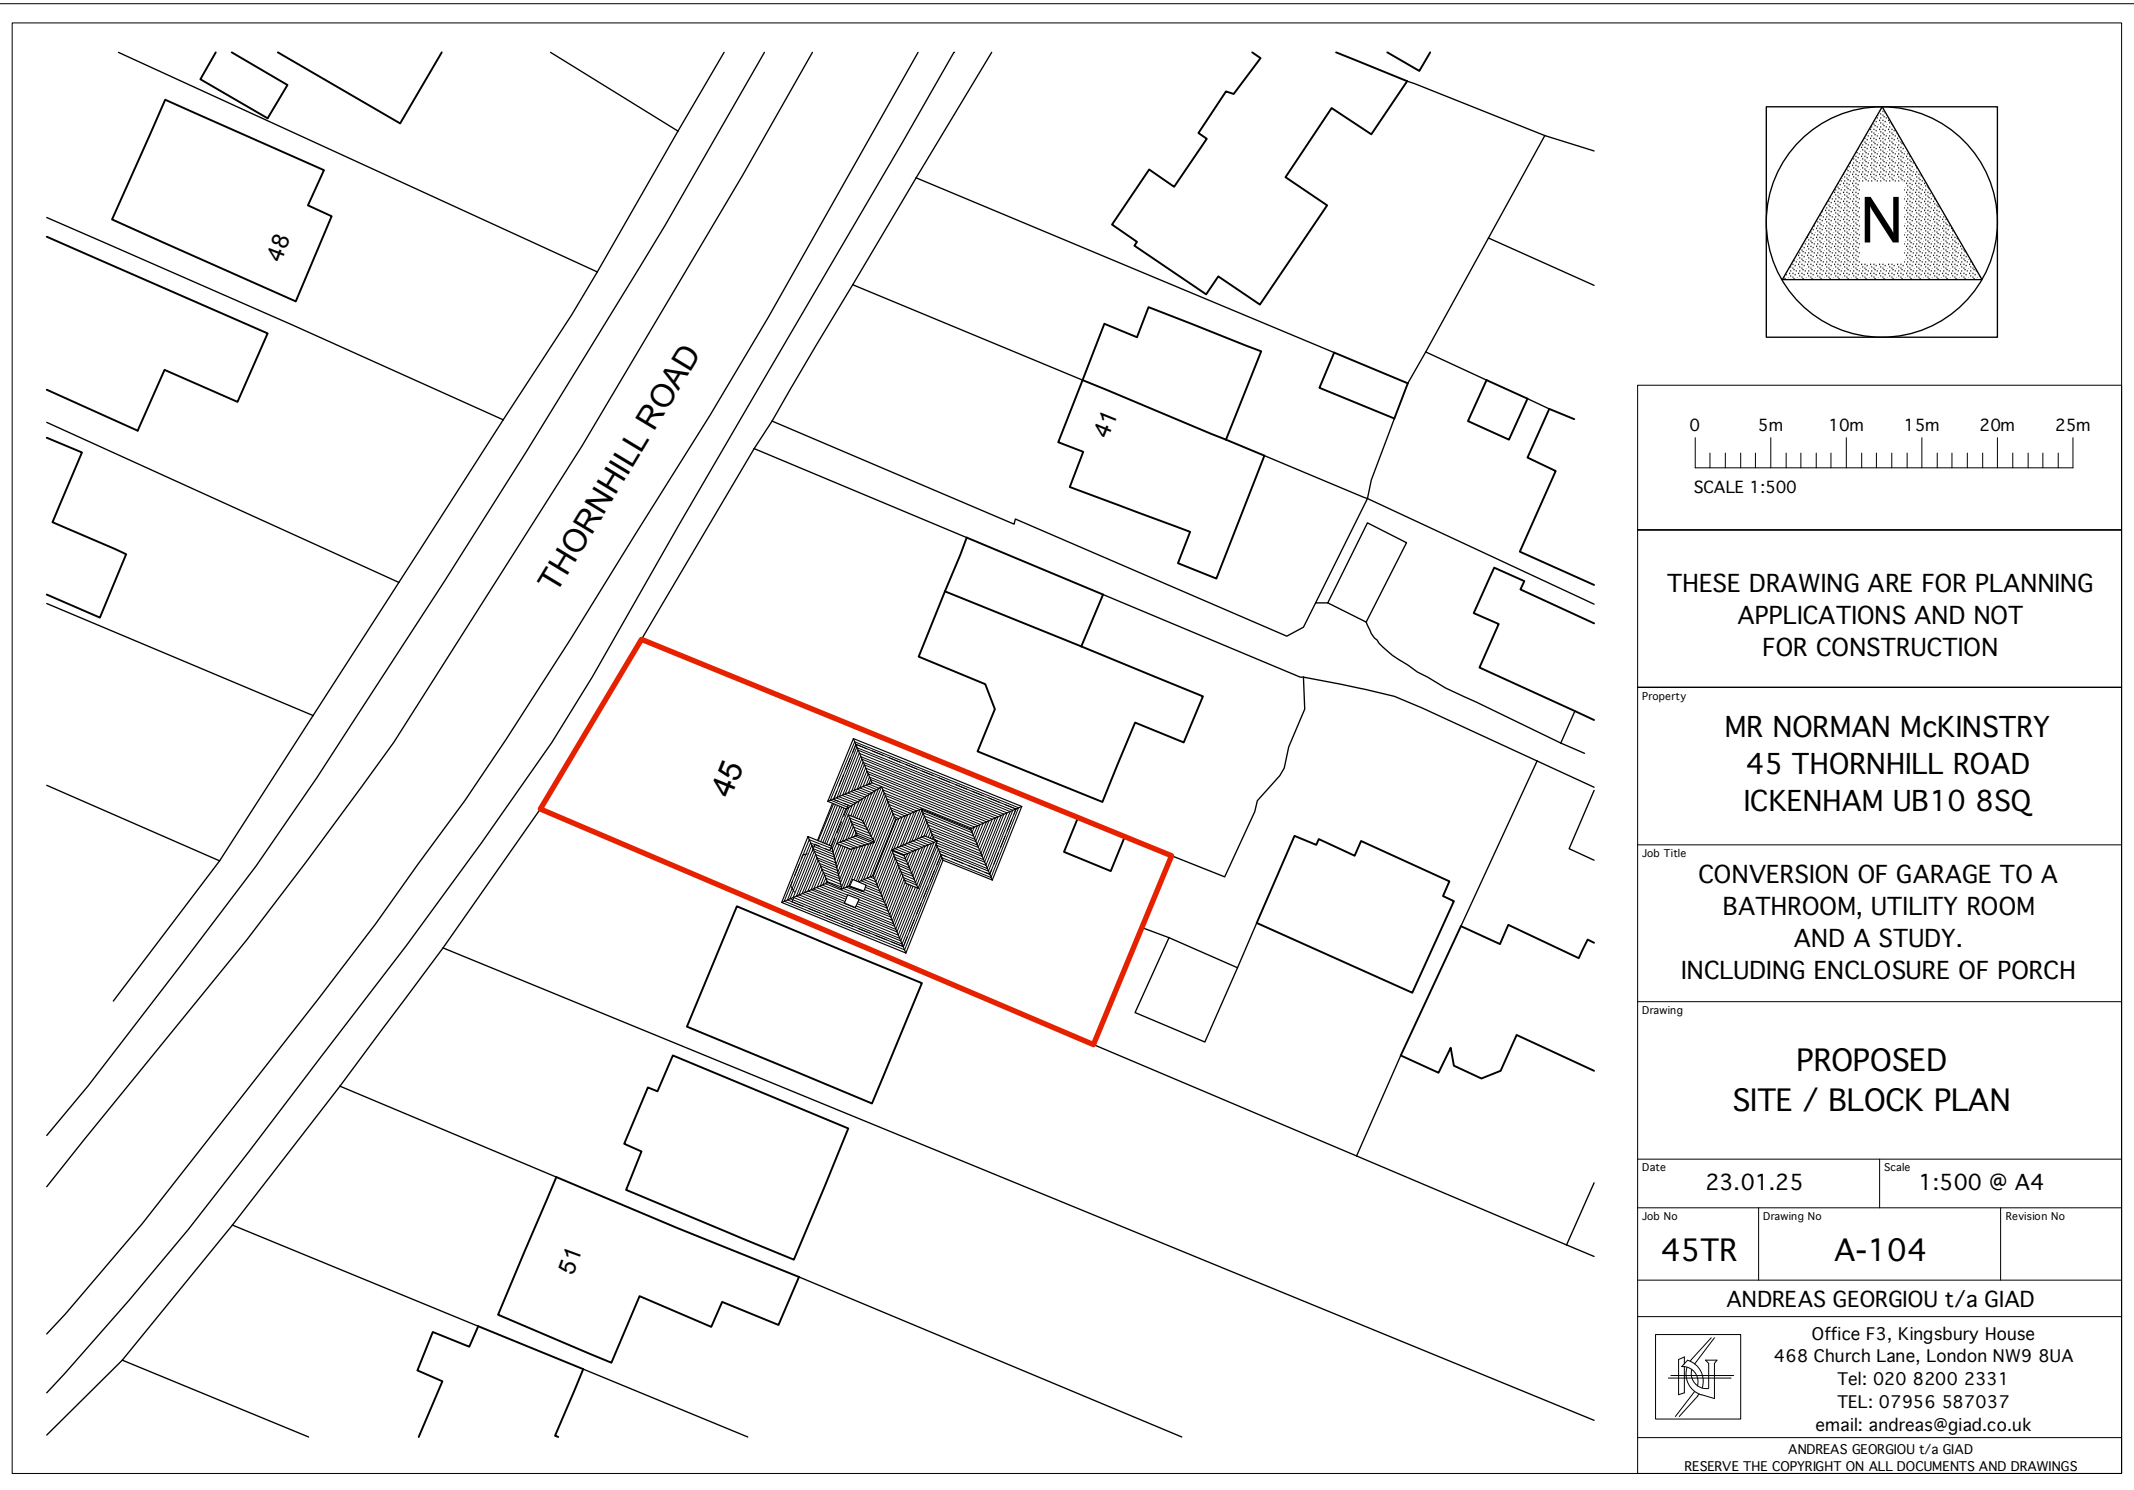 48
THORNHILL ROAD
41
45
51
N
0 5m 10m 15m 20m 25m
SCALE 1:500
THESE DRAWING ARE FOR PLANNING
APPLICATIONS AND NOT
FOR CONSTRUCTION
Property
MR NORMAN McKINSTRY
45 THORNHILL ROAD
ICKENHAM UB10 8SQ
Job Title
CONVERSION OF GARAGE TO A
BATHROOM, UTILITY ROOM
AND A STUDY.
INCLUDING ENCLOSURE OF PORCH
Drawing
PROPOSED
SITE / BLOCK PLAN
Date 23.01.25 Scale 1:500 @ A4
Job No Drawing No Revision No
45TR A-104
ANDREAS GEORGIOU t/a GIAD
Office F3, Kingsbury House
468 Church Lane, London NW9 8UA
Tel: 020 8200 2331
TEL: 07956 587037
email: andreas@giad.co.uk
ANDREAS GEORGIOU t/a GIAD
RESERVE THE COPYRIGHT ON ALL DOCUMENTS AND DRAWINGS